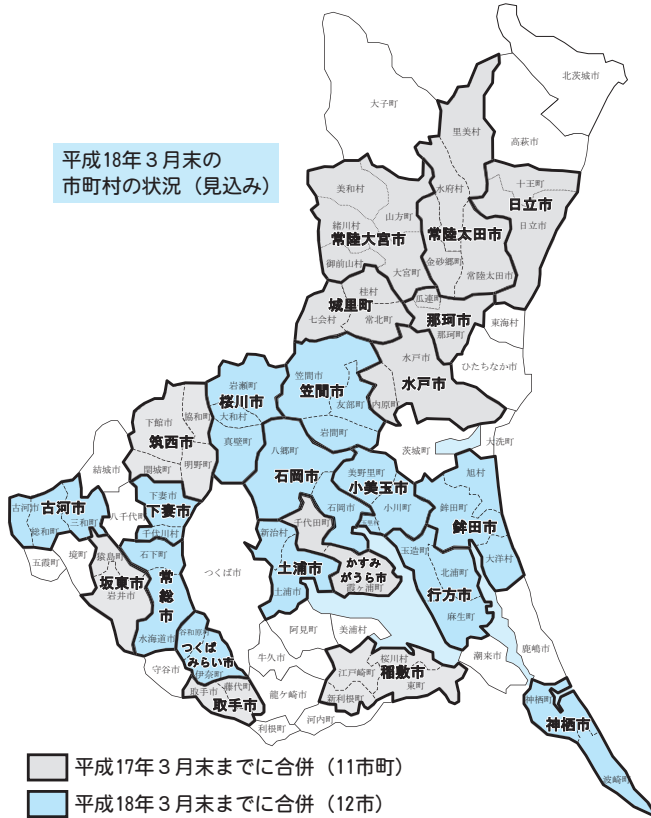 北茨城市
大子町
里美村
高萩市
平成18年３月末の
市町村の状況（見込み）
十王町
美和村
水府村
日立市
山方町
緒川村
日立市
常陸大宮市
常陸太田市
御前山村
金砂郷町
大宮町
常陸太田市
桂村
瓜連町
城里町
那珂市
七会村
常北町
東海村
那珂町
水戸市
ひたちなか市
笠間市
岩瀬町
笠間市
水戸市
桜川市
友部町
内原町
協和町
大和村
下館市
筑西市
真壁町
岩間町
茨城町
大洗町
八郷町
関城町
明野町
結城市
石岡市
美野里町
旭村
小美玉市
下妻市
古河市
古河市
石岡市
小川町
鉾田町
三和町
下妻市
八千代町
鉾田市
総和町
千代川村
千代田町
新治村
玉造町
境町
猿島町
石下町
かすみ
がうら市
大洋村
五霞町
つくば市
土浦市
北浦町
坂東市
常総市
霞ヶ浦町
行方市
岩井市
土浦市
麻生町
谷和原村
阿見町
美浦村
水海道市
つくば
みらい市
牛久市
桜川村
潮来市
鹿嶋市
守谷市
伊奈町
江戸崎町
稲敷市
藤代町
取手市
東町
取手市
龍ヶ崎市
新利根町
神栖町
利根町
河内町
神栖市
波崎町
平成17年３月末までに合併（11市町）
平成18年３月末までに合併（12市）